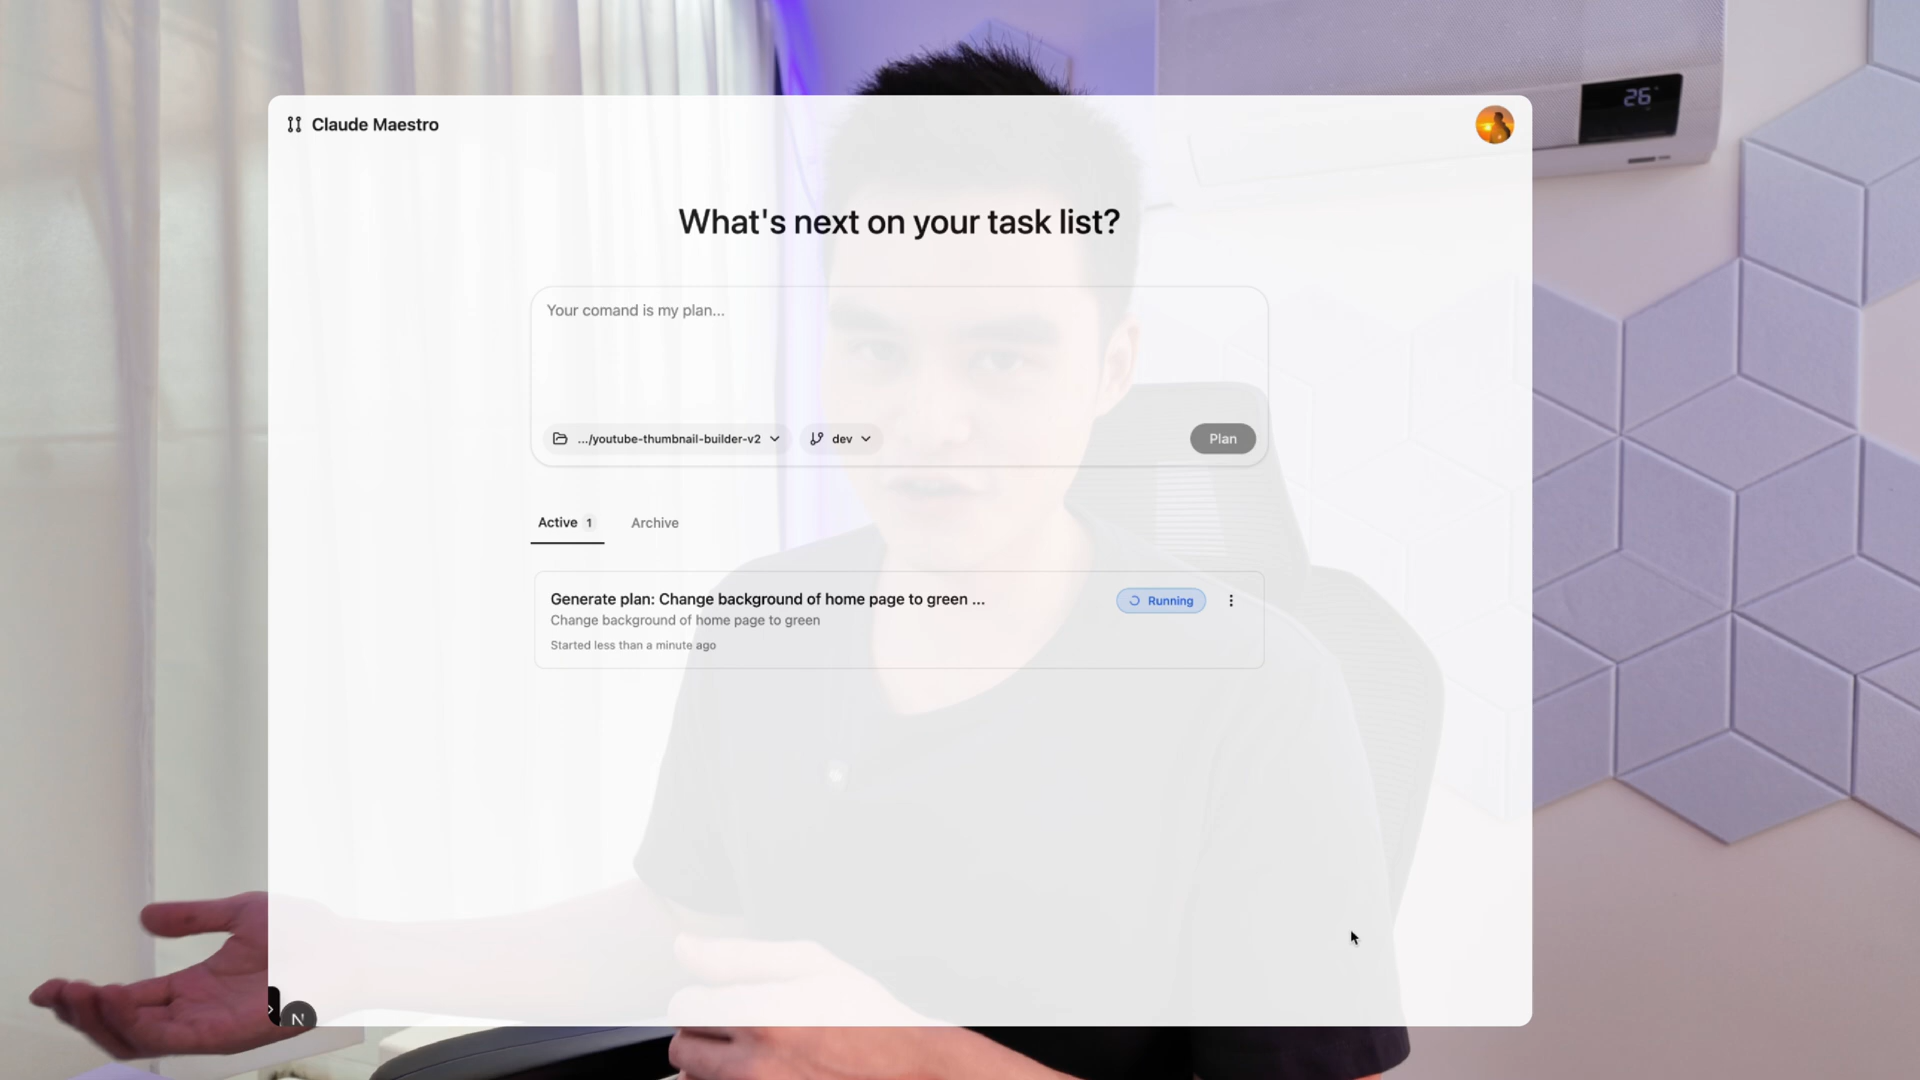 Claude Maestro
26
What's next on your task list?
Your comand is my plan...
.../youtube-thumbnail-builder-v2
dev
Plan
Active 1
Archive
Generate plan: Change background of home page to green ...
Running
Change background of home page to green
Started less than a minute ago
N